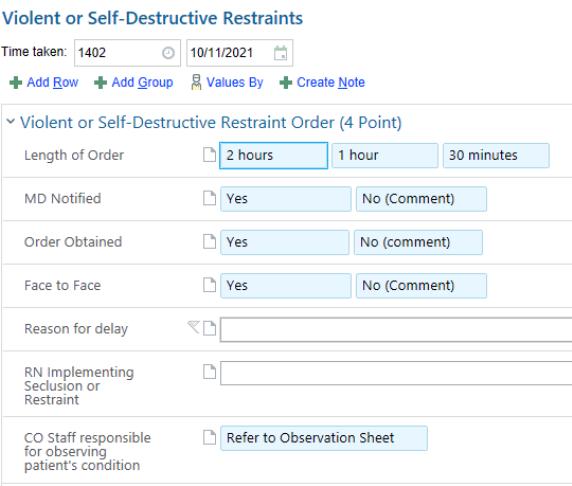 Violent or Self-Destructive Restraints
Time taken: 1402 10/11/2021
Add Row Add Group Values By Create Note
Violent or Self-Destructive Restraint Order (4 Point)
Length of Order 2 hours 1 hour 30 minutes
MD Notified Yes No (Comment)
Order Obtained Yes No (comment)
Face to Face Yes No (Comment)
Reason for delay
RN Implementing
Seclusion or
Restraint
CO Staff responsible Refer to Observation Sheet
for observing
patient's condition